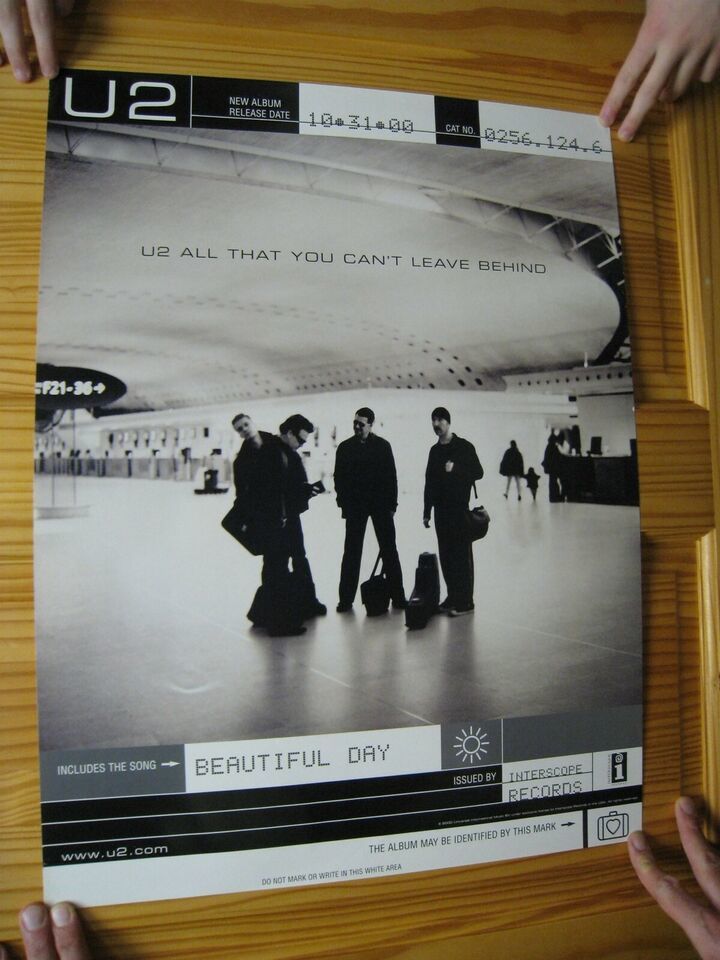 U2
NEW ALBUM
RELEASE DATE
10*31*00
CAT NO.
0256.124.6
U2 ALL THAT YOU CAN'T LEAVE BEHIND
F21-36→
INCLUDES THE SONG →
BEAUTIFUL DAY
ISSUED BY
INTERSCOPE
RECORDS
i
www.u2.com
THE ALBUM MAY BE IDENTIFIED BY THIS MARK →
DO NOT MARK OR WRITE IN THIS WHITE AREA